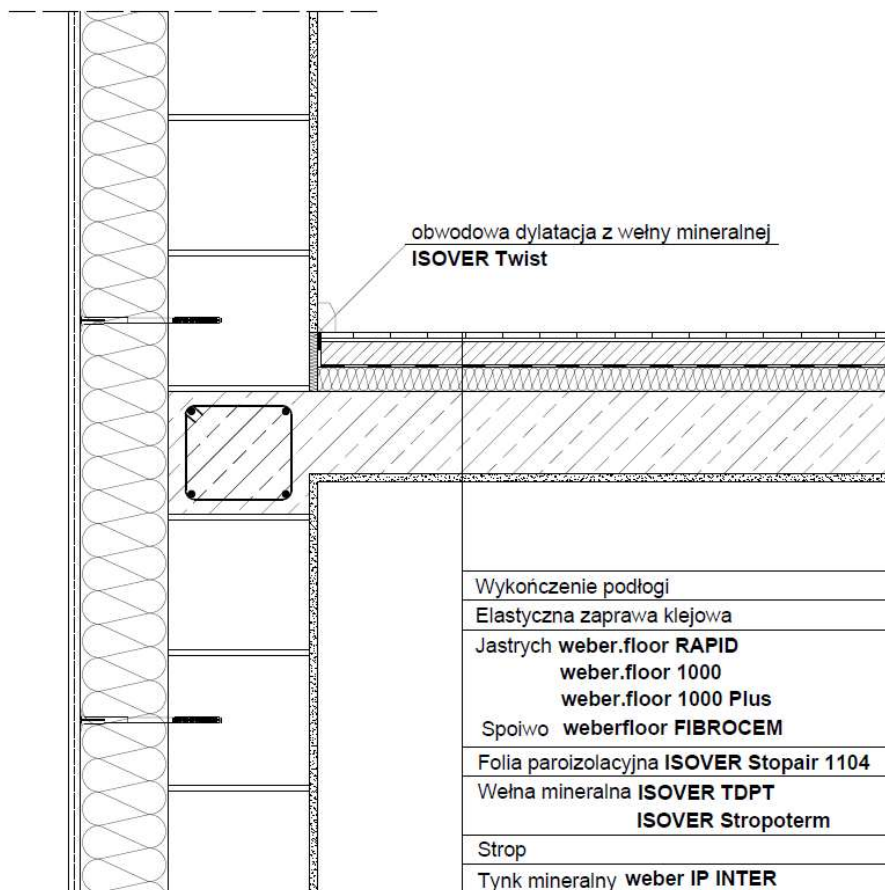 obwodowa dylatacja z wełny mineralnej
ISOVER Twist
Wykończenie podłogi
Elastyczna zaprawa klejowa
Jastrych weber.floor RAPID
weber.floor 1000
weber.floor 1000 Plus
Spoiwo weberfloor FIBROCEM
Folia paroizolacyjna ISOVER Stopair 1104
Wełna mineralna ISOVER TDPT
ISOVER Stropoterm
Strop
Tynk mineralny weber IP INTER